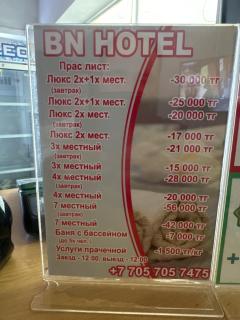 BN HOTEL
Прас лист:
Люкс 2х+1х мест. -30 000 тг
(завтрак)
Люкс 2х+1х мест. -25 000 тг
Люкс 2х мест. -20 000 тг
(завтрак)
Люкс 2х мест. -17 000 тг
3х местный -21 000 тг
(завтрак)
3х местный -15 000 тг
4х местный -28 000 тг
(завтрак)
4х местный -20 000 тг
7 местный -56 000 тг
(завтрак)
7 местный -42 000 тг
Баня с бассейном -7 000 тг
(до 5ч чел.)
Услуги прачечной -1 500 тг/кг
Заезд - 12:00, выезд - 12:00
+7 705 705 7475